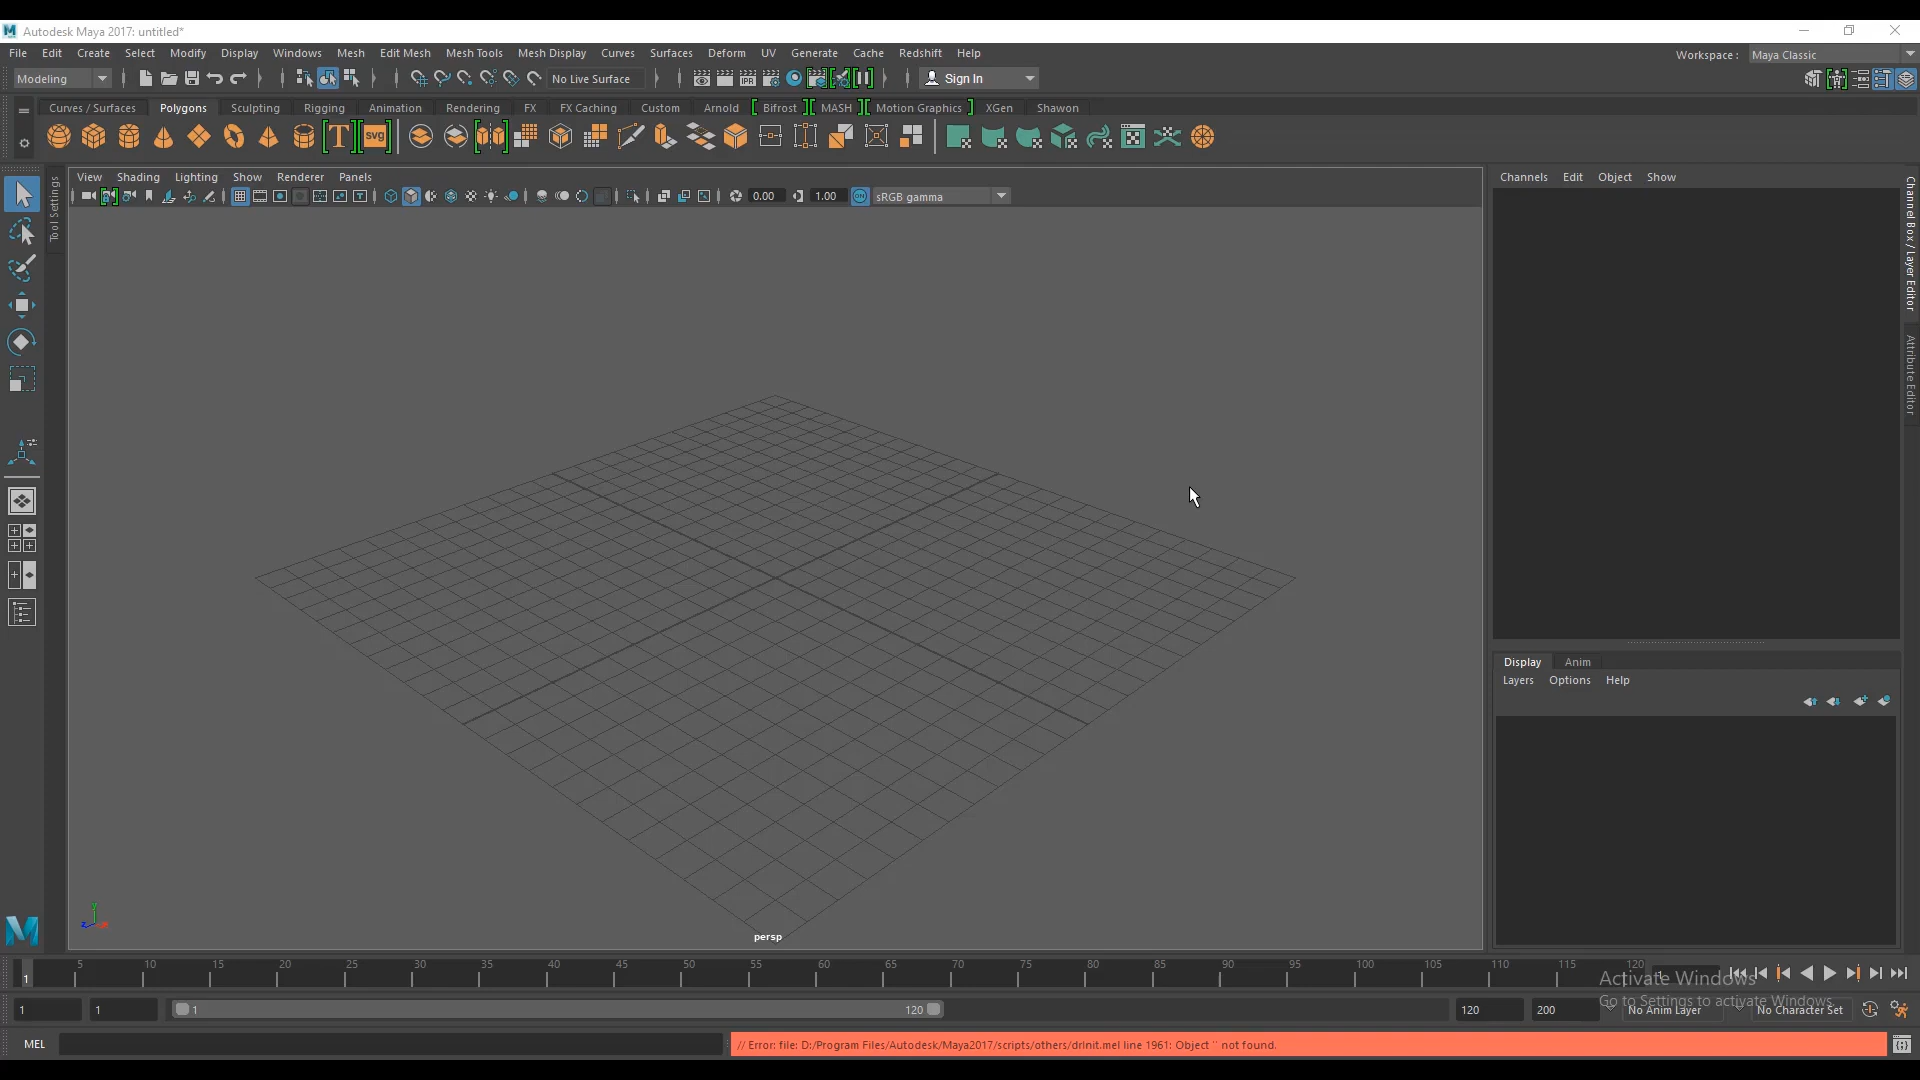 Autodesk Maya 2017: untitled*
File Edit Create Select Modify Display Windows Mesh Edit Mesh Mesh Tools Mesh Display Curves Surfaces Deform UV Generate Cache Redshift Help
Workspace : Maya Classic
Modeling No Live Surface Sign In
Curves / Surfaces Polygons Sculpting Rigging Animation Rendering FX FX Caching Custom Arnold Bifrost MASH Motion Graphics XGen Shawon
T SVG
View Shading Lighting Show Renderer Panels
0.00 1.00 ON sRGB gamma
Tool Settings
Channels Edit Object Show
Channel Box / Layer Editor
Attribute Editor
Display Anim
Layers Options Help
y
z
persp
5 10 15 20 25 30 35 40 45 50 55 60 65 70 75 80 85 90 95 100 105 110 115 120
1
Activate Windows
Go to Settings to activate Windows.
1 1 1 120 120 200 No Anim Layer No Character Set
MEL // Error: file: D:/Program Files/Autodesk/Maya2017/scripts/others/drInit.mel line 1961: Object '' not found.